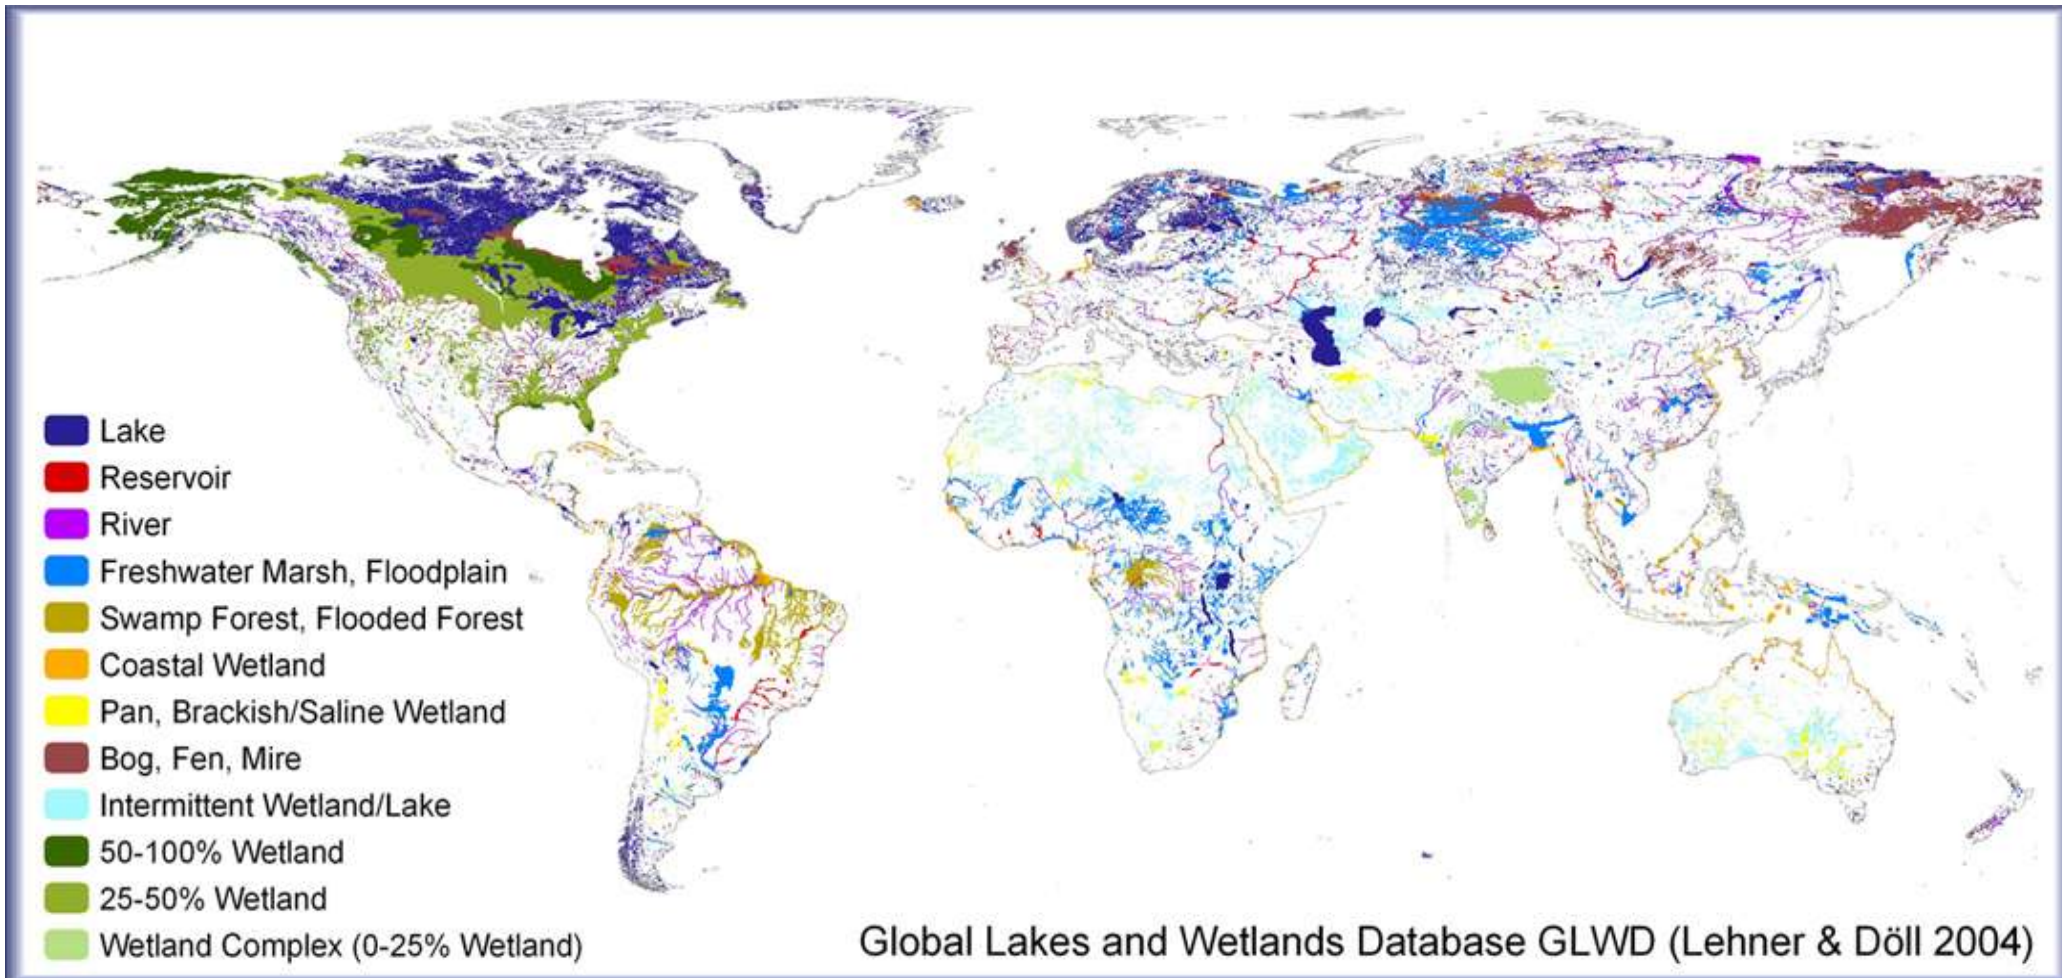 Lake
Reservoir
River
Freshwater Marsh, Floodplain
Swamp Forest, Flooded Forest
Coastal Wetland
Pan, Brackish/Saline Wetland
Bog, Fen, Mire
Intermittent Wetland/Lake
50-100% Wetland
25-50% Wetland
Wetland Complex (0-25% Wetland)
Global Lakes and Wetlands Database GLWD (Lehner & Döll 2004)